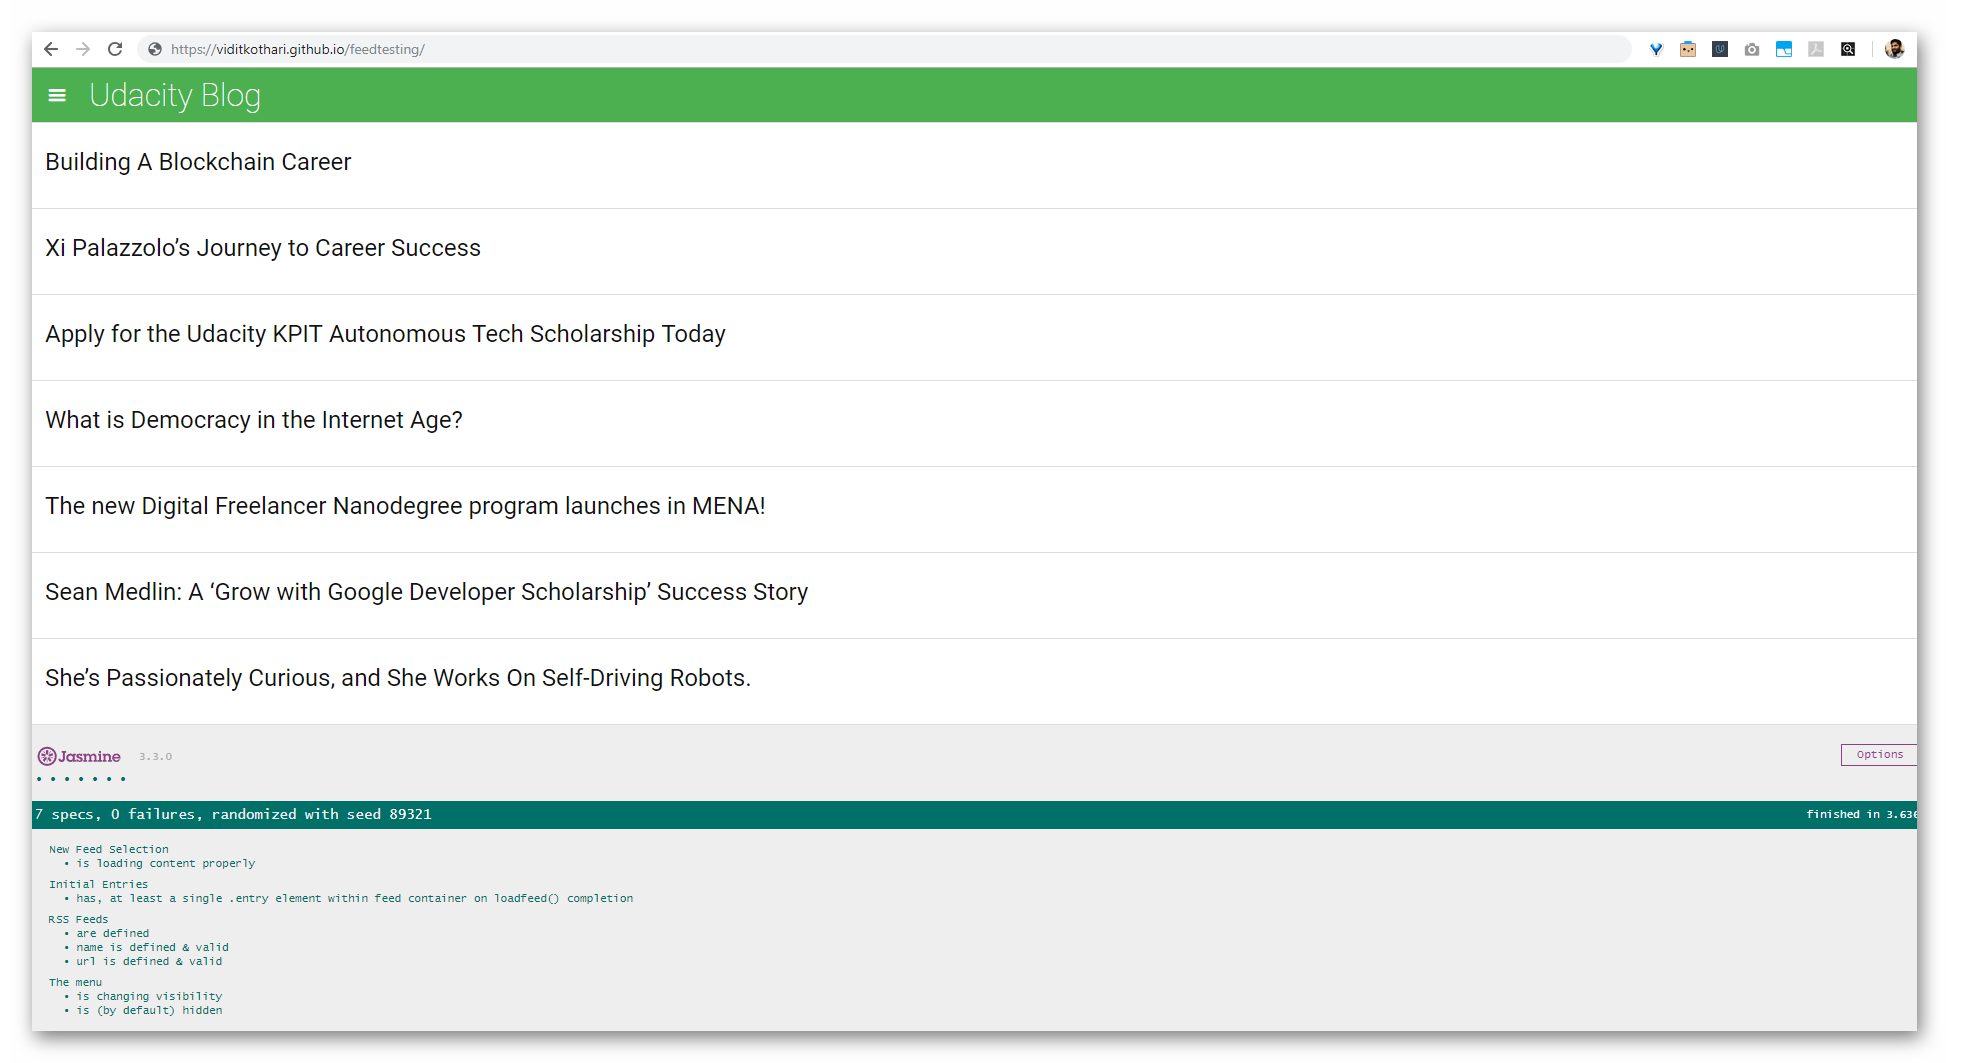 https://viditkothari.github.io/feedtesting/
Udacity Blog
Building A Blockchain Career
Xi Palazzolo’s Journey to Career Success
Apply for the Udacity KPIT Autonomous Tech Scholarship Today
What is Democracy in the Internet Age?
The new Digital Freelancer Nanodegree program launches in MENA!
Sean Medlin: A ‘Grow with Google Developer Scholarship’ Success Story
She’s Passionately Curious, and She Works On Self-Driving Robots.
Jasmine 3.3.0 Options
• • • • • • •
7 specs, 0 failures, randomized with seed 89321 finished in 3.636
New Feed Selection
• is loading content properly
Initial Entries
• has, at least a single .entry element within feed container on loadfeed() completion
RSS Feeds
• are defined
• name is defined & valid
• url is defined & valid
The menu
• is changing visibility
• is (by default) hidden